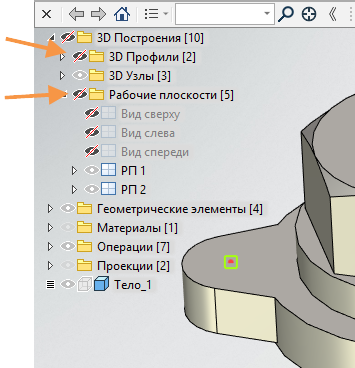 3D Построения [10]
3D Профили [2]
3D Узлы [3]
Рабочие плоскости [5]
Вид сверху
Вид слева
Вид спереди
РП 1
РП 2
Геометрические элементы [4]
Материалы [1]
Операции [7]
Проекции [2]
Тело_1